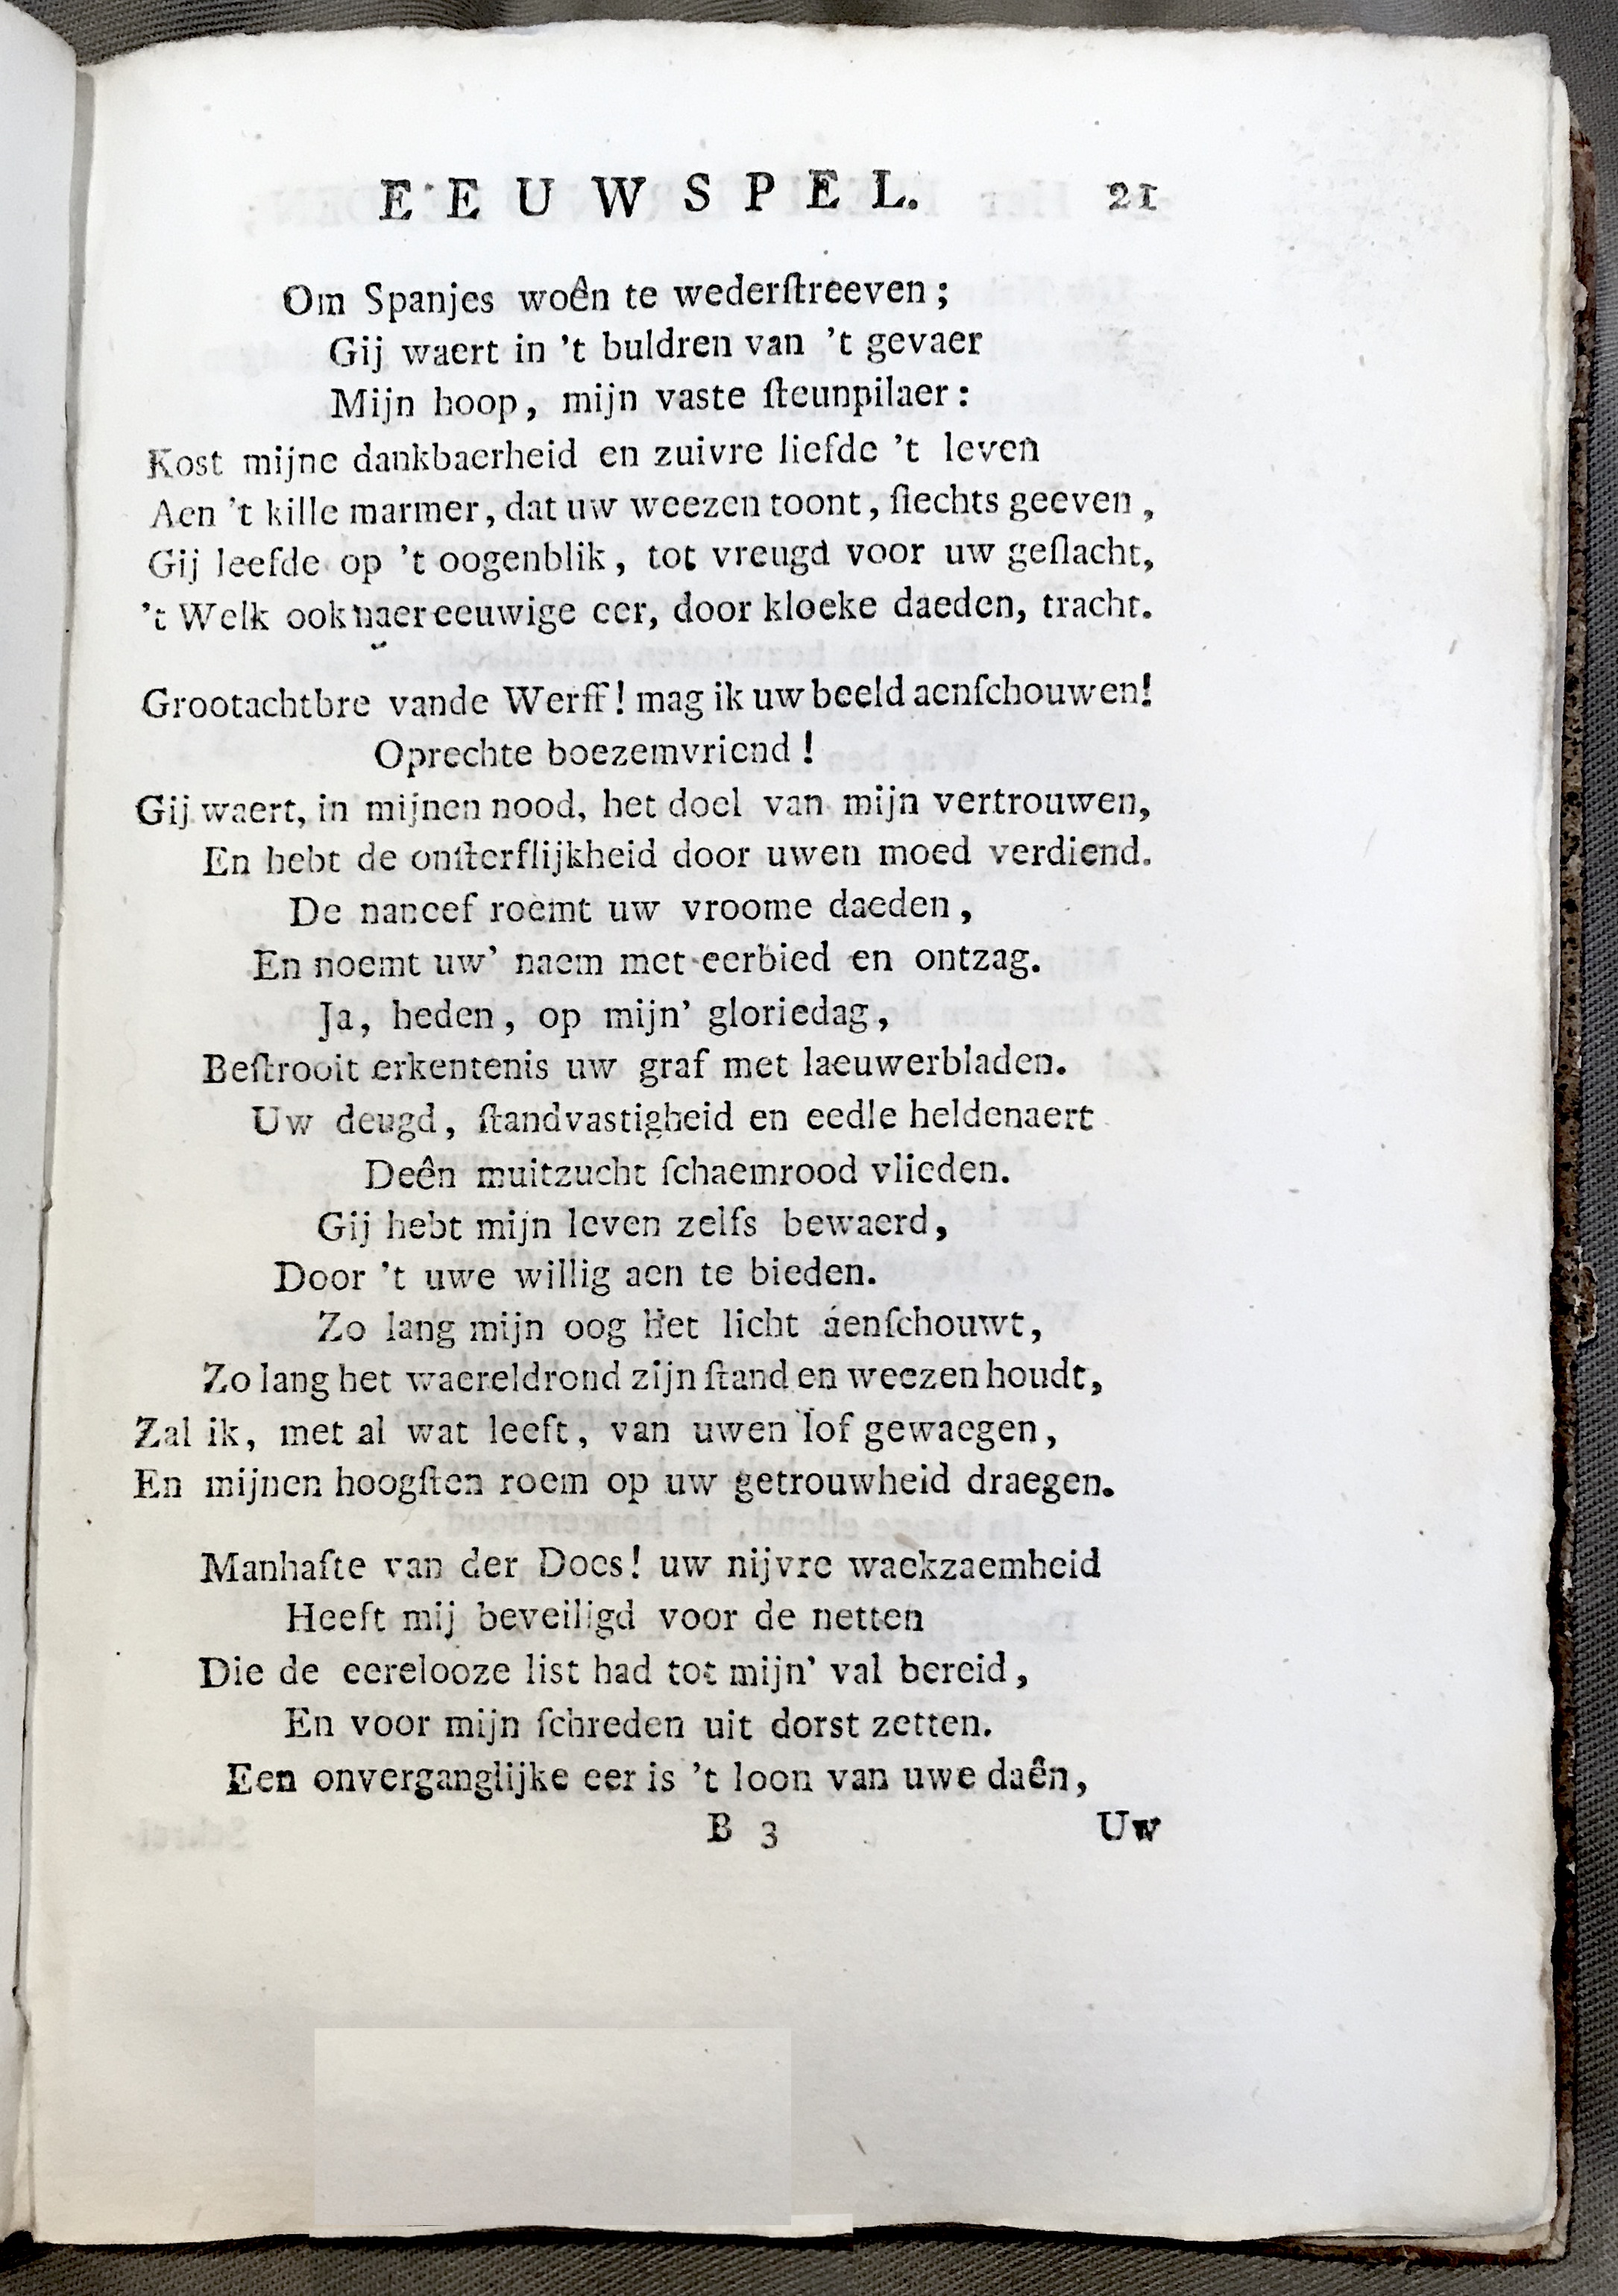 EEUWSPEL. 21
Om Spanjes woên te wederſtreeven;
Gij waert in 't buldren van 't gevaer
Mijn hoop, mijn vaste ſteunpilaer:
Kost mijne dankbaerheid en zuivre liefde 't leven
Aen 't kille marmer, dat uw weezen toont, ſlechts geeven,
Gij leefde op 't oogenblik, tot vreugd voor uw geſlacht,
't Welk ook naer eeuwige eer, door kloeke daeden, tracht.
Grootachtbre vande Werff! mag ik uw beeld aenſchouwen!
Oprechte boezemvriend!
Gij waert, in mijnen nood, het doel van mijn vertrouwen,
En hebt de onſterflijkheid door uwen moed verdiend.
De naneef roemt uw vroome daeden,
En noemt uw' naem met eerbied en ontzag.
Ja, heden, op mijn' gloriedag,
Beſtrooit erkentenis uw graf met laeuwerbladen.
Uw deugd, ſtandvastigheid en eedle heldenaert
Deên muitzucht ſchaemrood vlieden.
Gij hebt mijn leven zelfs bewaerd,
Door 't uwe willig aen te bieden.
Zo lang mijn oog het licht aenſchouwt,
Zo lang het waereldrond zijn ſtand en weezen houdt,
Zal ik, met al wat leeft, van uwen lof gewaegen,
En mijnen hoogſten roem op uw getrouwheid draegen.
Manhaſte van der Does! uw nijvre waekzaemheid
Heeft mij beveiligd voor de netten
Die de eerelooze list had tot mijn' val bereid,
En voor mijn ſchreden uit dorst zetten.
Een onverganglijke eer is 't loon van uwe daên,
B 3 Uw